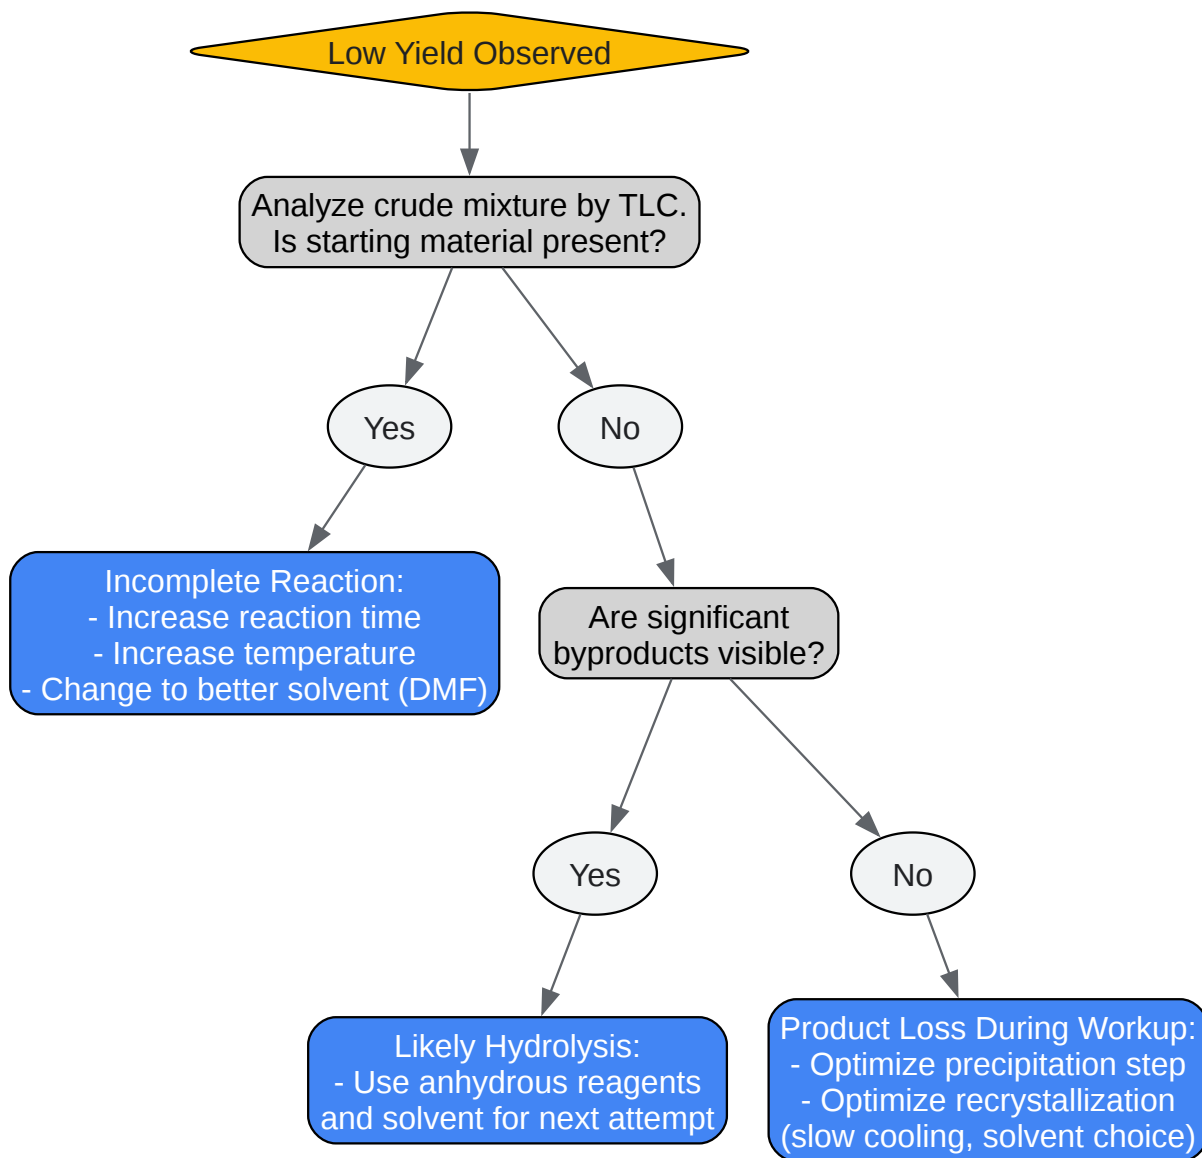 Low Yield Observed
Analyze crude mixture by TLC.
Is starting material present?
Yes
No
Incomplete Reaction:
- Increase reaction time
- Increase temperature
- Change to better solvent (DMF)
Are significant
byproducts visible?
Yes
No
Likely Hydrolysis:
- Use anhydrous reagents
and solvent for next attempt
Product Loss During Workup:
- Optimize precipitation step
- Optimize recrystallization
(slow cooling, solvent choice)